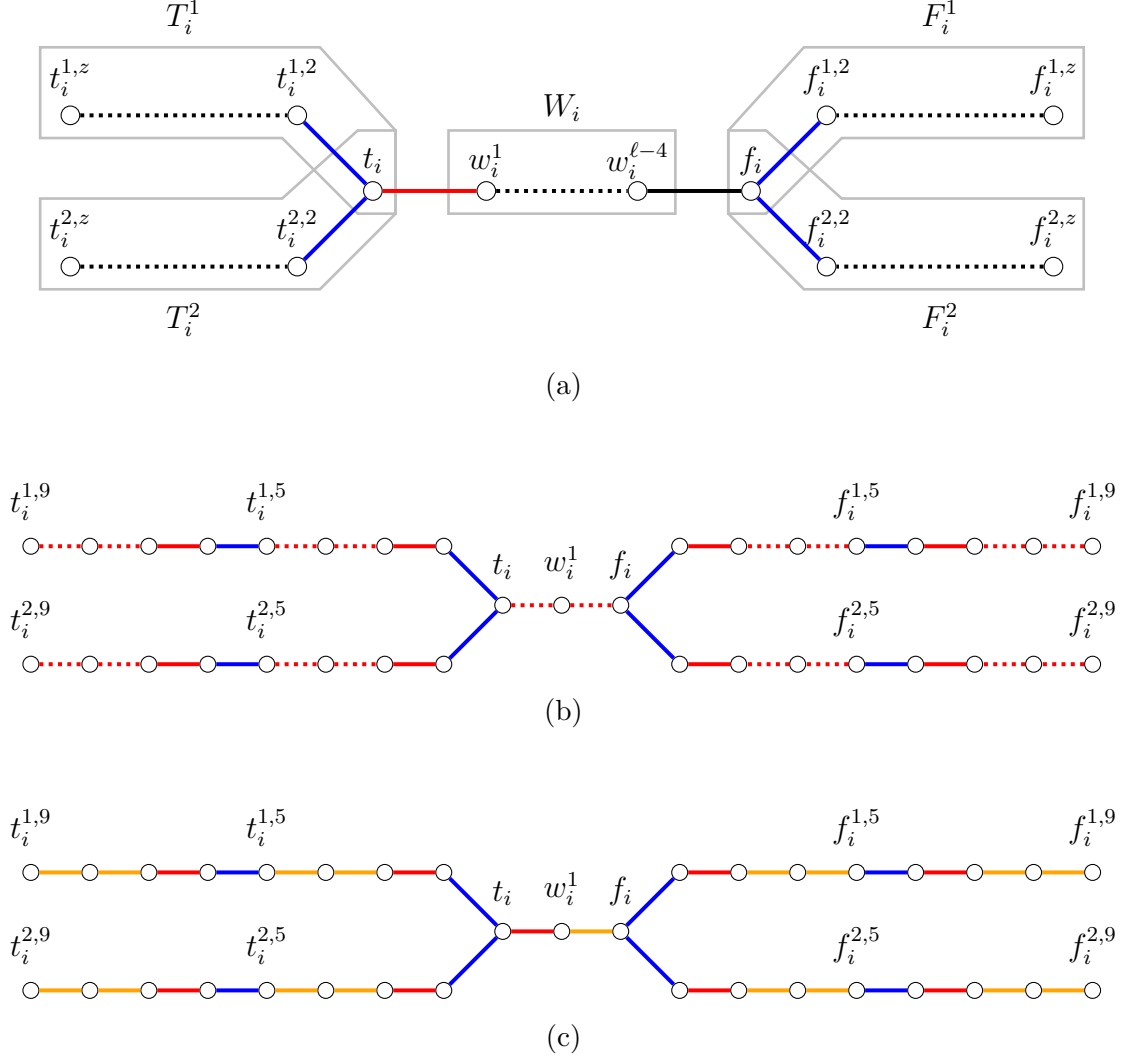 T_i^1 F_i^1
t_i^{1,z} t_i^{1,2} f_i^{1,2} f_i^{1,z}
W_i
t_i w_i^1 w_i^{ℓ−4} f_i
t_i^{2,z} t_i^{2,2} f_i^{2,2} f_i^{2,z}
T_i^2 F_i^2
(a)
t_i^{1,9} t_i^{1,5} f_i^{1,5} f_i^{1,9}
t_i w_i^1 f_i
t_i^{2,9} t_i^{2,5} f_i^{2,5} f_i^{2,9}
(b)
t_i^{1,9} t_i^{1,5} f_i^{1,5} f_i^{1,9}
t_i w_i^1 f_i
t_i^{2,9} t_i^{2,5} f_i^{2,5} f_i^{2,9}
(c)